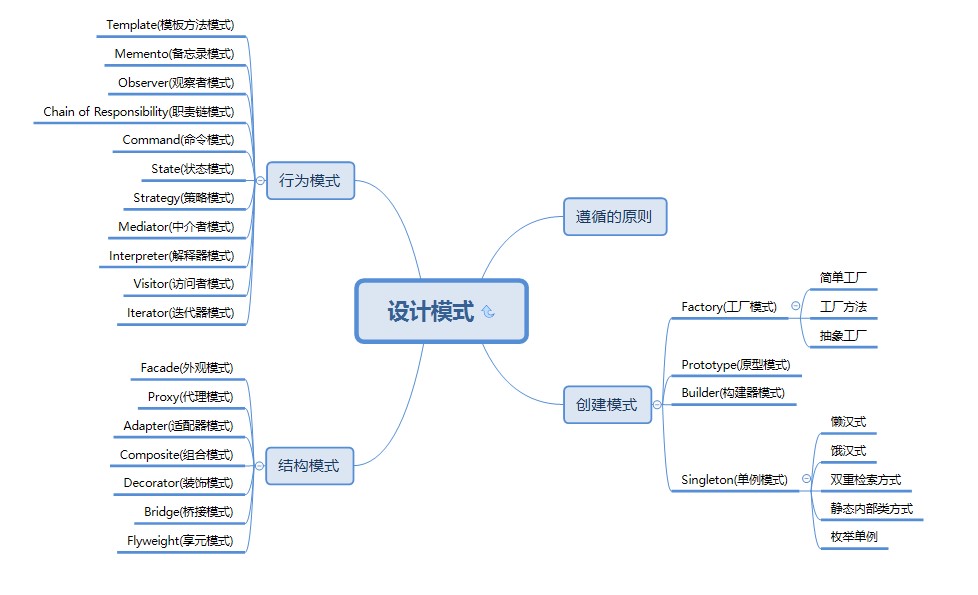 设计模式
遵循的原则
创建模式
Factory(工厂模式)
简单工厂
工厂方法
抽象工厂
Prototype(原型模式)
Builder(构建器模式)
Singleton(单例模式)
懒汉式
饿汉式
双重检索方式
静态内部类方式
枚举单例
行为模式
Template(模板方法模式)
Memento(备忘录模式)
Observer(观察者模式)
Chain of Responsibility(职责链模式)
Command(命令模式)
State(状态模式)
Strategy(策略模式)
Mediator(中介者模式)
Interpreter(解释器模式)
Visitor(访问者模式)
Iterator(迭代器模式)
结构模式
Facade(外观模式)
Proxy(代理模式)
Adapter(适配器模式)
Composite(组合模式)
Decorator(装饰模式)
Bridge(桥接模式)
Flyweight(享元模式)